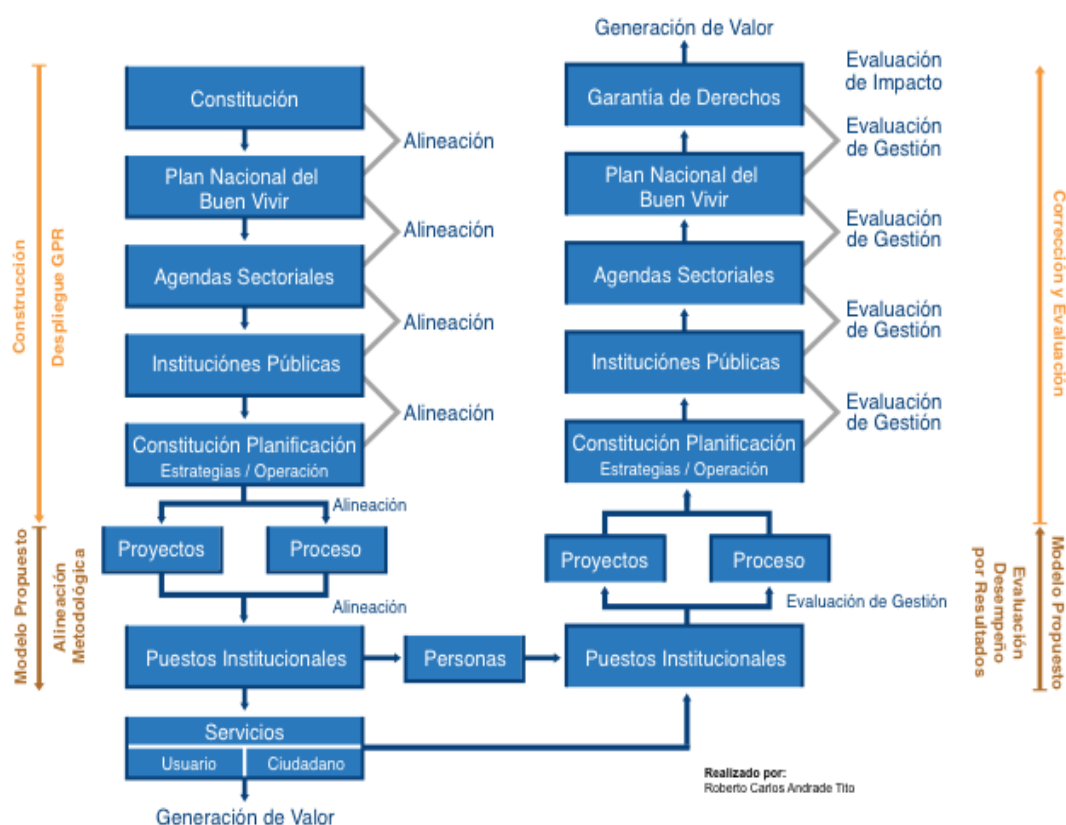 Generación de Valor
Constitución
Garantía de Derechos
Evaluación
de Impacto
Alineación
Evaluación
de Gestión
Plan Nacional del
Buen Vivir
Plan Nacional del
Buen Vivir
Alineación
Evaluación
de Gestión
Agendas Sectoriales
Agendas Sectoriales
Alineación
Evaluación
de Gestión
Instituciónes Públicas
Instituciónes Públicas
Alineación
Evaluación
de Gestión
Constitución Planificación
Estrategias / Operación
Constitución Planificación
Estrategias / Operación
Alineación
Proyectos
Proceso
Proyectos
Proceso
Alineación
Evaluación de Gestión
Puestos Institucionales
Personas
Puestos Institucionales
Servicios
Usuario
Ciudadano
Generación de Valor
Construcción
Despliegue GPR
Modelo Propuesto
Alineación
Metodológica
Corrección y Evaluación
Modelo Propuesto
Evaluación
Desempeño
por Resultados
Realizado por:
Roberto Carlos Andrade Tito